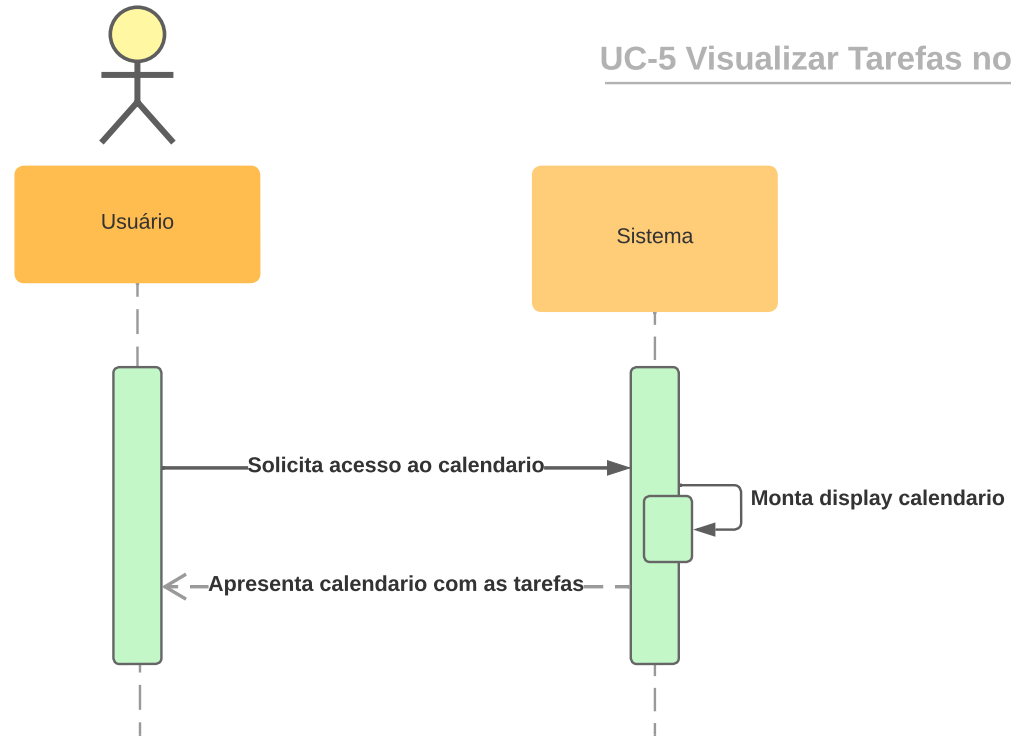 UC-5 Visualizar Tarefas no
Usuário
Sistema
Solicita acesso ao calendario
Monta display calendario
Apresenta calendario com as tarefas